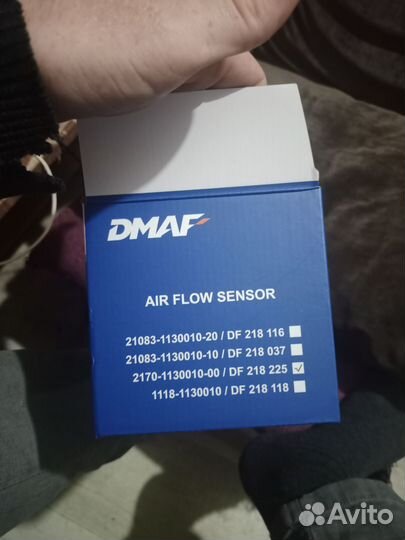 DMAF
AIR FLOW SENSOR
21083-1130010-20 / DF 218 116
21083-1130010-10 / DF 218 037
2170-1130010-00 / DF 218 225
1118-1130010 / DF 218 118
Avito